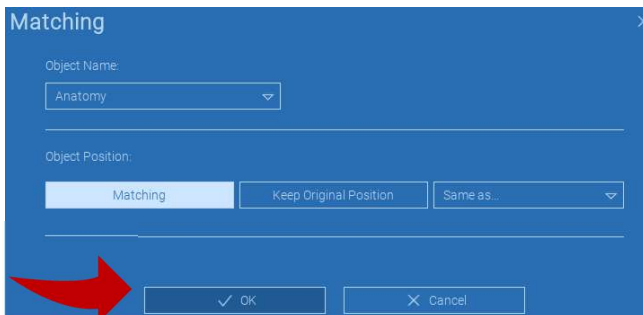 Matching
Object Name:
Anatomy
Object Position:
Matching Keep Original Position Same as...
OK Cancel